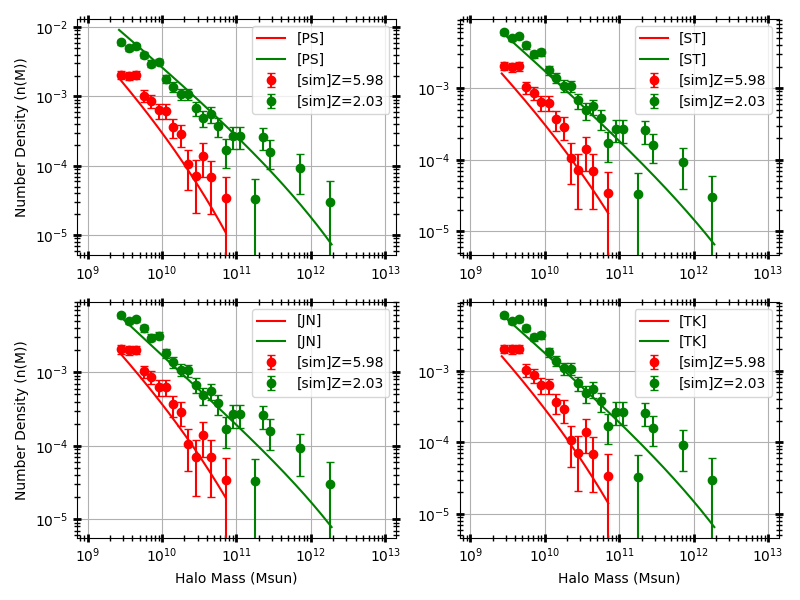 Number Density (n(M))
10⁻²
10⁻³
10⁻⁴
10⁻⁵
10⁹ 10¹⁰ 10¹¹ 10¹² 10¹³
[PS]
[PS]
[sim]Z=5.98
[sim]Z=2.03
10⁻³
10⁻⁴
10⁻⁵
10⁹ 10¹⁰ 10¹¹ 10¹² 10¹³
[ST]
[ST]
[sim]Z=5.98
[sim]Z=2.03
Number Density (n(M))
10⁻³
10⁻⁴
10⁻⁵
10⁹ 10¹⁰ 10¹¹ 10¹² 10¹³
Halo Mass (Msun)
[JN]
[JN]
[sim]Z=5.98
[sim]Z=2.03
10⁻³
10⁻⁴
10⁻⁵
10⁹ 10¹⁰ 10¹¹ 10¹² 10¹³
Halo Mass (Msun)
[TK]
[TK]
[sim]Z=5.98
[sim]Z=2.03